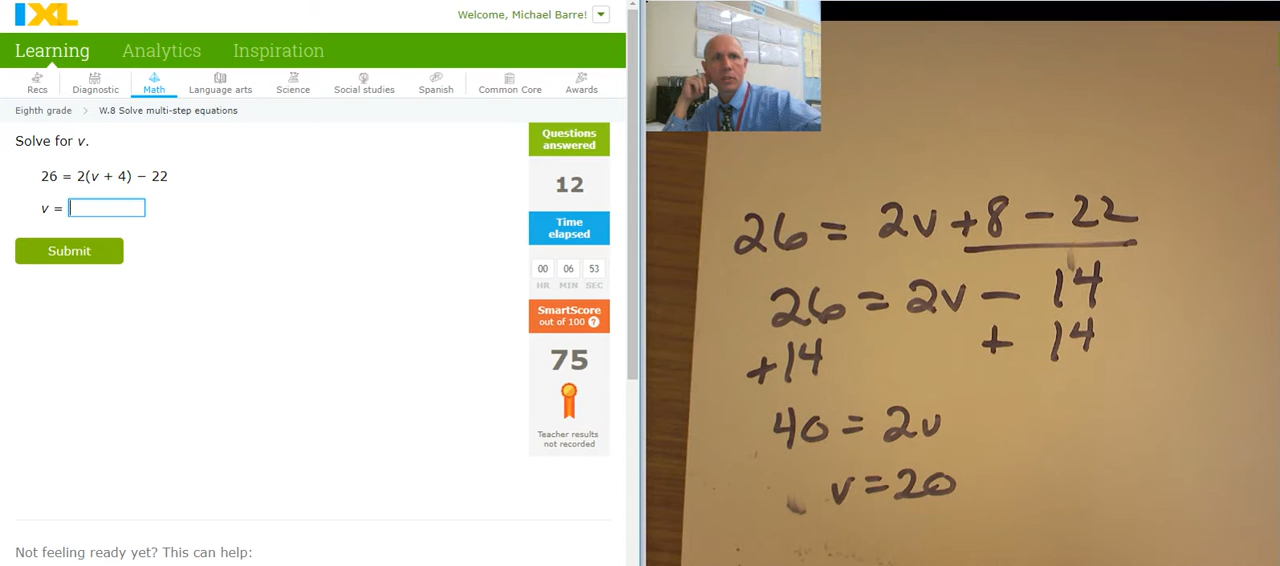 IXL
Welcome, Michael Barre!
Learning Analytics Inspiration
Recs Diagnostic Math Language arts Science Social studies Spanish Common Core Awards
Eighth grade > W.8 Solve multi-step equations
Solve for v.
26 = 2(v + 4) − 22
v =
Submit
Questions
answered
12
Time
elapsed
00 06 53
HR MIN SEC
SmartScore
out of 100 ?
75
Teacher results
not recorded
Not feeling ready yet? This can help:
26 = 2v + 8 − 22
26 = 2v − 14
+14 + 14
40 = 2v
v = 20